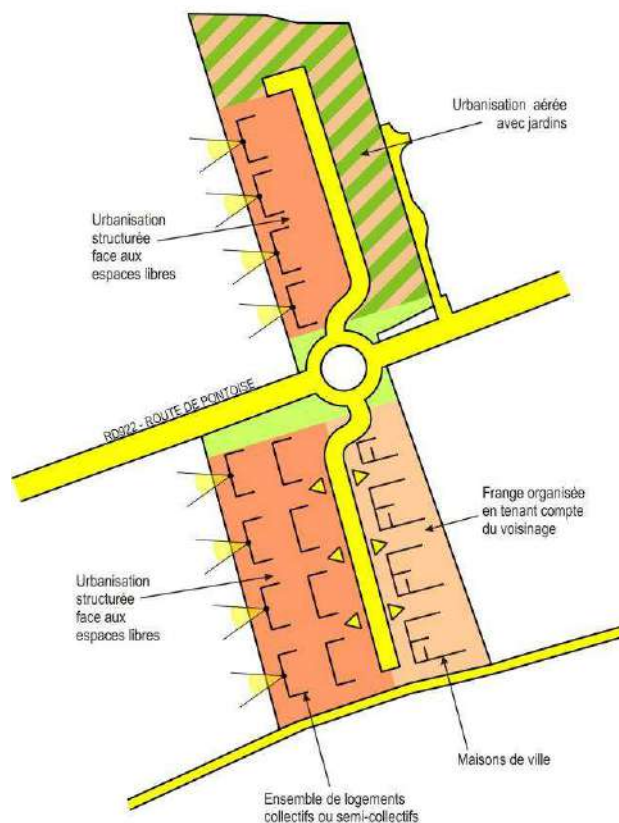 Urbanisation aérée
avec jardins
Urbanisation
structurée
face aux
espaces libres
RD922 - ROUTE DE PONTOISE
Frange organisée
en tenant compte
du voisinage
Urbanisation
structurée
face aux
espaces libres
Maisons de ville
Ensemble de logements
collectifs ou semi-collectifs